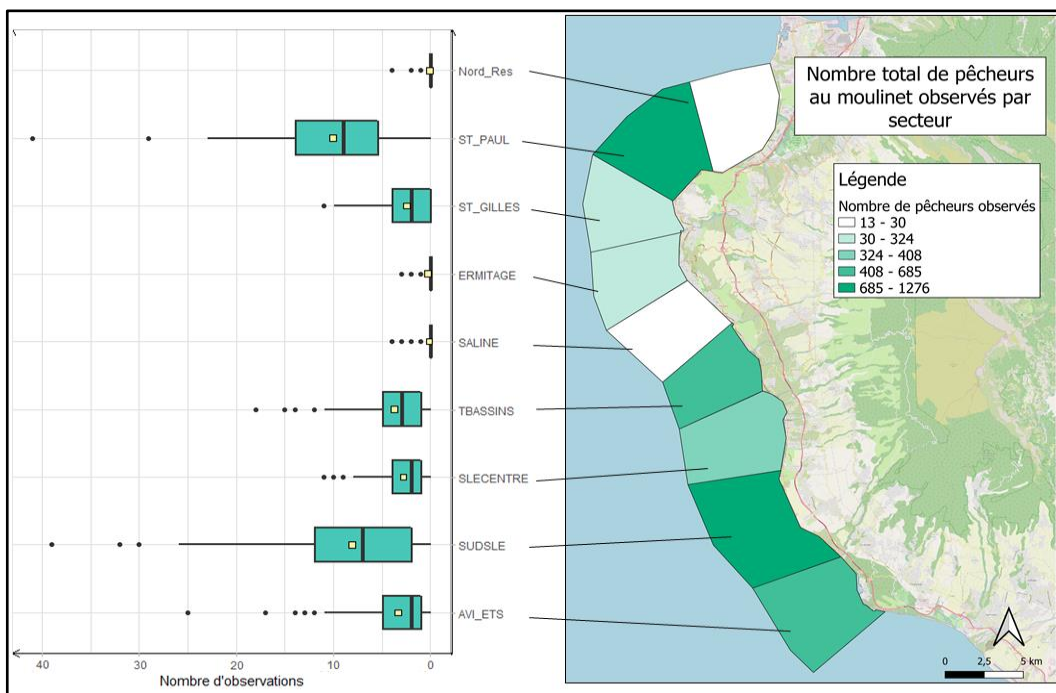 Nord_Res
ST_PAUL
ST_GILLES
ERMITAGE
SALINE
TBASSINS
SLECENTRE
SUDSLE
AVI_ETS
40 30 20 10 0
Nombre d'observations
Nombre total de pêcheurs
au moulinet observés par
secteur
Légende
Nombre de pêcheurs observés
13 - 30
30 - 324
324 - 408
408 - 685
685 - 1276
0 2,5 5 km